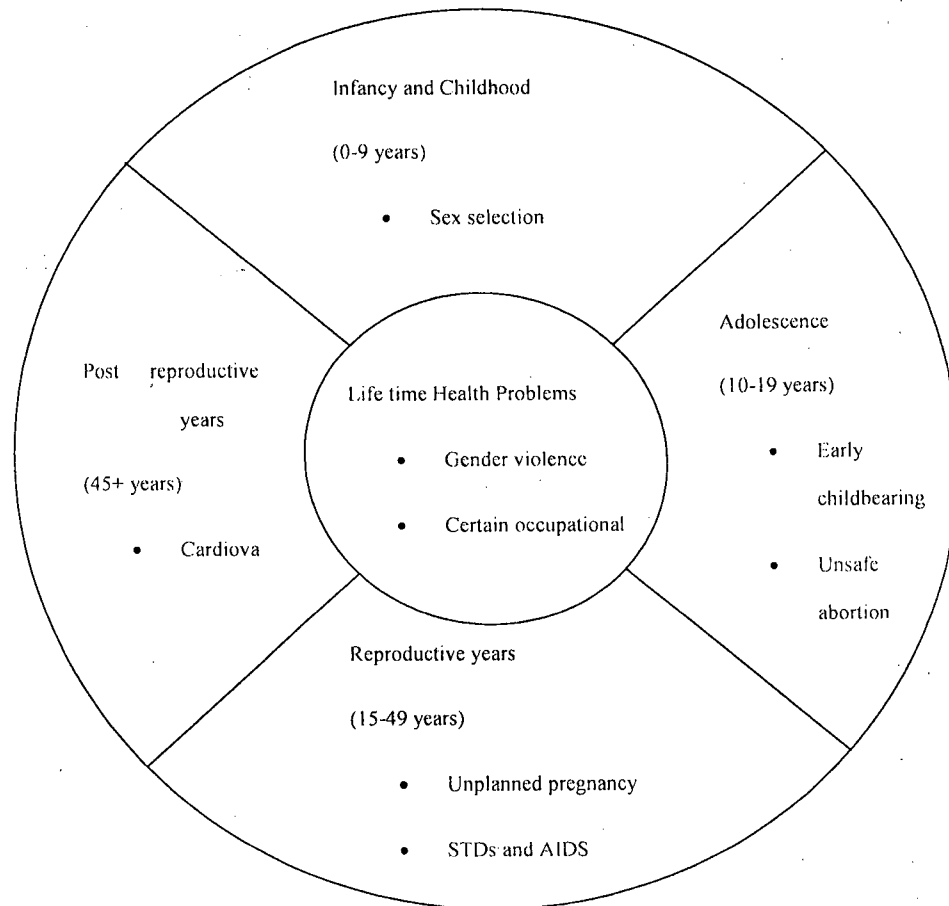 Infancy and Childhood
(0-9 years)
• Sex selection
Adolescence
(10-19 years)
• Early
childbearing
• Unsafe
abortion
Post reproductive
years
(45+ years)
• Cardiova
Life time Health Problems
• Gender violence
• Certain occupational
Reproductive years
(15-49 years)
• Unplanned pregnancy
• STDs and AIDS